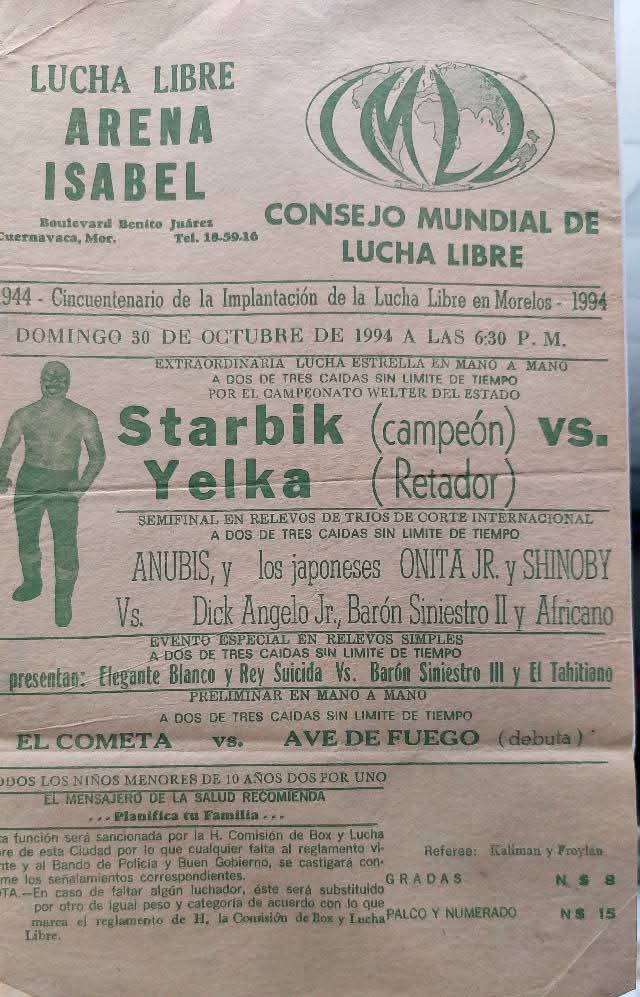 LUCHA LIBRE
ARENA
ISABEL
Boulevard Benito Juárez
Cuernavaca, Mor. Tel. 18-59-16
CMLL
CONSEJO MUNDIAL DE
LUCHA LIBRE
1944 - Cincuentenario de la Implantación de la Lucha Libre en Morelos - 1994
DOMINGO 30 DE OCTUBRE DE 1994 A LAS 6:30 P. M.
EXTRAORDINARIA LUCHA ESTRELLA EN MANO A MANO
A DOS DE TRES CAIDAS SIN LIMITE DE TIEMPO
POR EL CAMPEONATO WELTER DEL ESTADO
Starbik (campeón) vs.
Yelka (Retador)
SEMIFINAL EN RELEVOS DE TRIOS DE CORTE INTERNACIONAL
A DOS DE TRES CAIDAS SIN LIMITE DE TIEMPO
ANUBIS, y los japoneses ONITA JR. y SHINOBY
Vs. Dick Angelo Jr., Barón Siniestro II y Africano
EVENTO ESPECIAL EN RELEVOS SIMPLES
A DOS DE TRES CAIDAS SIN LIMITE DE TIEMPO
presentan: Elegante Blanco y Rey Suicida Vs. Barón Siniestro III y El Tahitiano
PRELIMINAR EN MANO A MANO
A DOS DE TRES CAIDAS SIN LIMITE DE TIEMPO
EL COMETA vs. AVE DE FUEGO (debuta)
ODOS LOS NIÑOS MENORES DE 10 AÑOS DOS POR UNO
EL MENSAJERO DE LA SALUD RECOMIENDA
... Planifica tu Familia ...
ta función será sancionada por la H. Comisión de Box y Lucha
re de esta Ciudad por lo que cualquier falta al reglamento vi-
nte y al Bando de Policía y Buen Gobierno, se castigará con-
me los señalamientos correspondientes.
OTA.—En caso de faltar algún luchador, éste será substituido
por otro de igual peso y categoría de acuerdo con lo que
marca el reglamento de H. la Comisión de Box y Lucha
Libre.
Referee: Kaliman y Froylan
GRADAS N$ 8
PALCO Y NUMERADO N$ 15